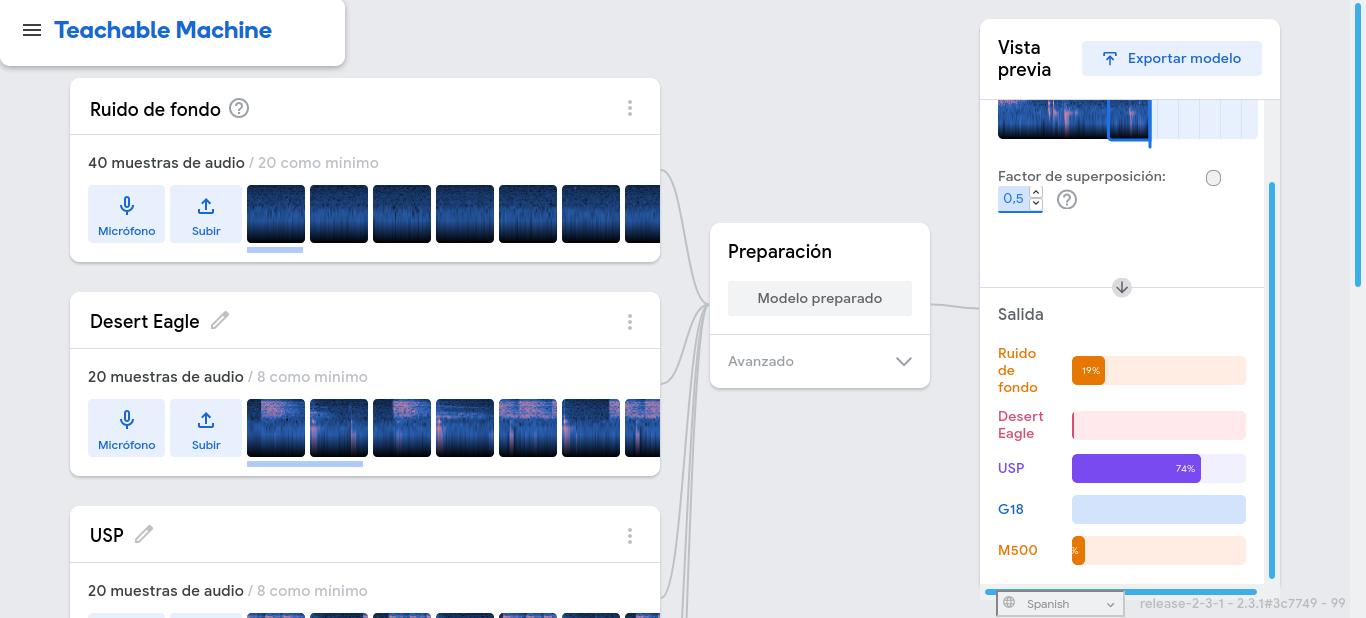 Teachable Machine
Ruido de fondo
40 muestras de audio / 20 como mínimo
Micrófono
Subir
Desert Eagle
20 muestras de audio / 8 como mínimo
Micrófono
Subir
USP
20 muestras de audio / 8 como mínimo
Preparación
Modelo preparado
Avanzado
Vista
previa
Exportar modelo
Factor de superposición:
0,5
Salida
Ruido
de
fondo
19%
Desert
Eagle
USP
74%
G18
M500
%
Spanish
release-2-3-1 - 2.3.1#3c7749 - 99